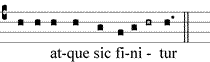 at-que sic fi-ni - tur